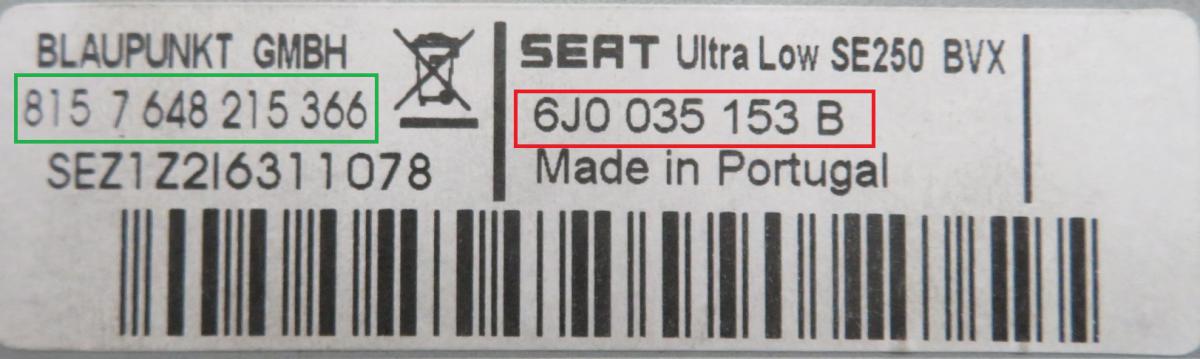 BLAUPUNKT GMBH
815 7 648 215 366
SEZ1Z2I6311078
SEAT Ultra Low SE250 BVX
6J0 035 153 B
Made in Portugal